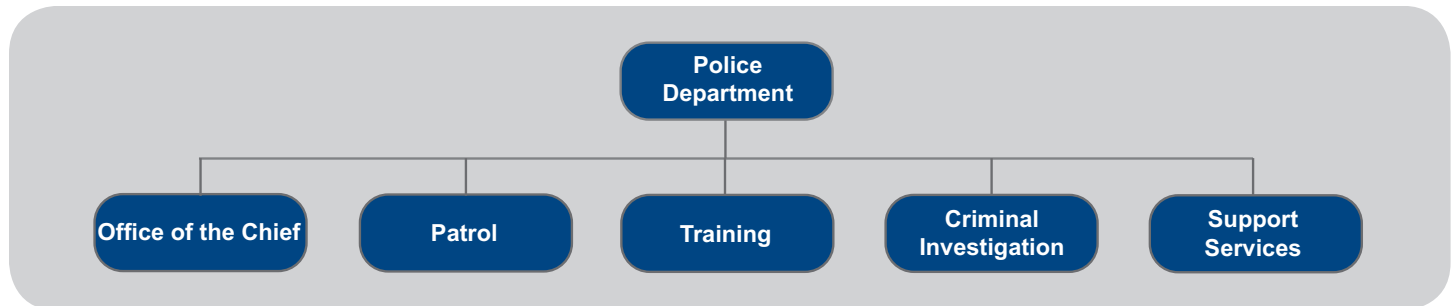 Police
Department
Office of the Chief
Patrol
Training
Criminal
Investigation
Support
Services